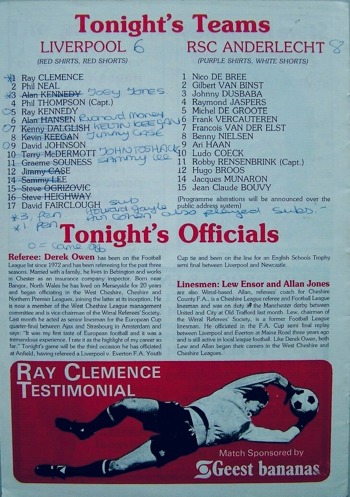 Tonight's Teams
LIVERPOOL 6 RSC ANDERLECHT 8
(RED SHIRTS, RED SHORTS) (PURPLE SHIRTS, WHITE SHORTS)
1 Ray CLEMENCE
2 Phil NEAL
3 Alan KENNEDY Joey Jones
4 Phil THOMPSON (Capt.)
5 Ray KENNEDY
6 Alan HANSEN Richard Money
7 Kenny DALGLISH KEVIN KEEGAN
8 Kevin KEEGAN Jimmy CASE
9 David JOHNSON
10 Terry McDERMOTT JOHN TOSHACK
11 Graeme SOUNESS Sammy Lee
12 Jimmy CASE
14 Sammy LEE
15 Steve OGRIZOVIC
16 Steve HEIGHWAY
17 David FAIRCLOUGH Sub
Howard Gayle
*3 pen
*1 pen
Avi Cohen also played subs.
O = came off
1 Nico DE BREE
2 Gilbert VAN BINST
3 Johnny DUSBABA
4 Raymond JASPERS
5 Michel DE GROOTE
6 Frank VERCAUTEREN
7 Francois VAN DER ELST
8 Benny NIELSEN
9 Ari HAAN
10 Ludo COECK
11 Robby RENSENBRINK (Capt.)
12 Hugo BROOS
14 Jacques MUNARON
15 Jean Claude BOUVY
(Programme alterations will be announced over the
public address system)
Tonight's Officials
Referee: Derek Owen has been on the Football
League list since 1972 and has been refereeing for the past three
seasons. Married with a family, he lives in Bebington and works
in Chester as an insurance company inspector. Born near
Bangor, North Wales he has lived on Merseyside for 20 years
and began officiating in the West Cheshire, Cheshire and
Northern Premier Leagues, joining the latter at its inception. He
is now a member of the West Cheshire League management
committee and is vice-chairman of the Wirral Referees' Society.
Last month he acted as senior linesman for the European Cup
quarter-final between Ajax and Strasbourg in Amsterdam and
says: "It was my first taste of European football and it was a
tremendous experience. I rate it as the highlight of my career so
far." Tonight's game will be the third occasion he has officiated
at Anfield, having refereed a Liverpool v. Everton F.A. Youth
Cup tie and been on the line for an English Schools Trophy
semi final between Liverpool and Newcastle.
Linesmen: Lew Ensor and Allan Jones
are also Wirral-based. Allan, referees' coach for Cheshire
County F.A., is a Cheshire League referee and Football League
linesman and was on duty at the Manchester derby between
United and City at Old Trafford last month. Lew, chairman of
the Wirral Referees' Society, is a former Football League
linesman. He officiated in the F.A. Cup semi final replay
between Liverpool and Everton at Maine Road three years ago
and is still active in local league football. Like Derek Owen, both
Lew and Allan began their careers in the West Cheshire and
Cheshire Leagues.
RAY CLEMENCE
TESTIMONIAL
Match Sponsored by
Geest bananas